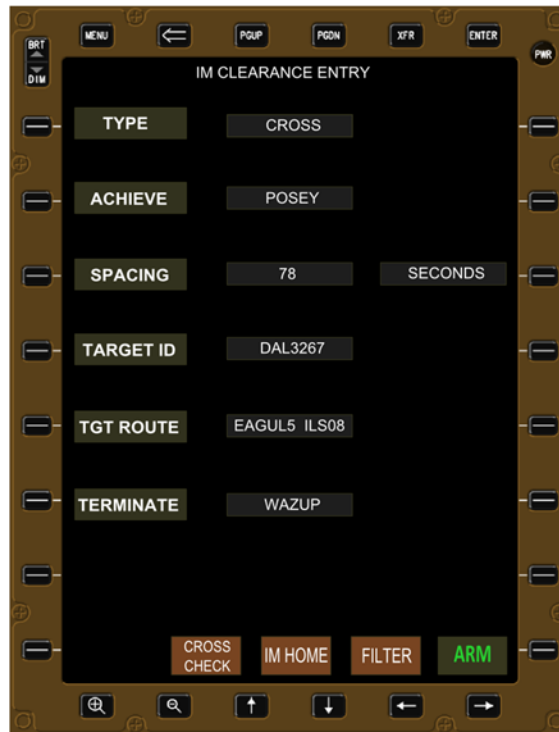 MENU PGUP PGDN XFR ENTER
BRT
DIM
PWR
IM CLEARANCE ENTRY
TYPE CROSS
ACHIEVE POSEY
SPACING 78 SECONDS
TARGET ID DAL3267
TGT ROUTE EAGUL5 ILS08
TERMINATE WAZUP
CROSS
CHECK
IM HOME FILTER ARM